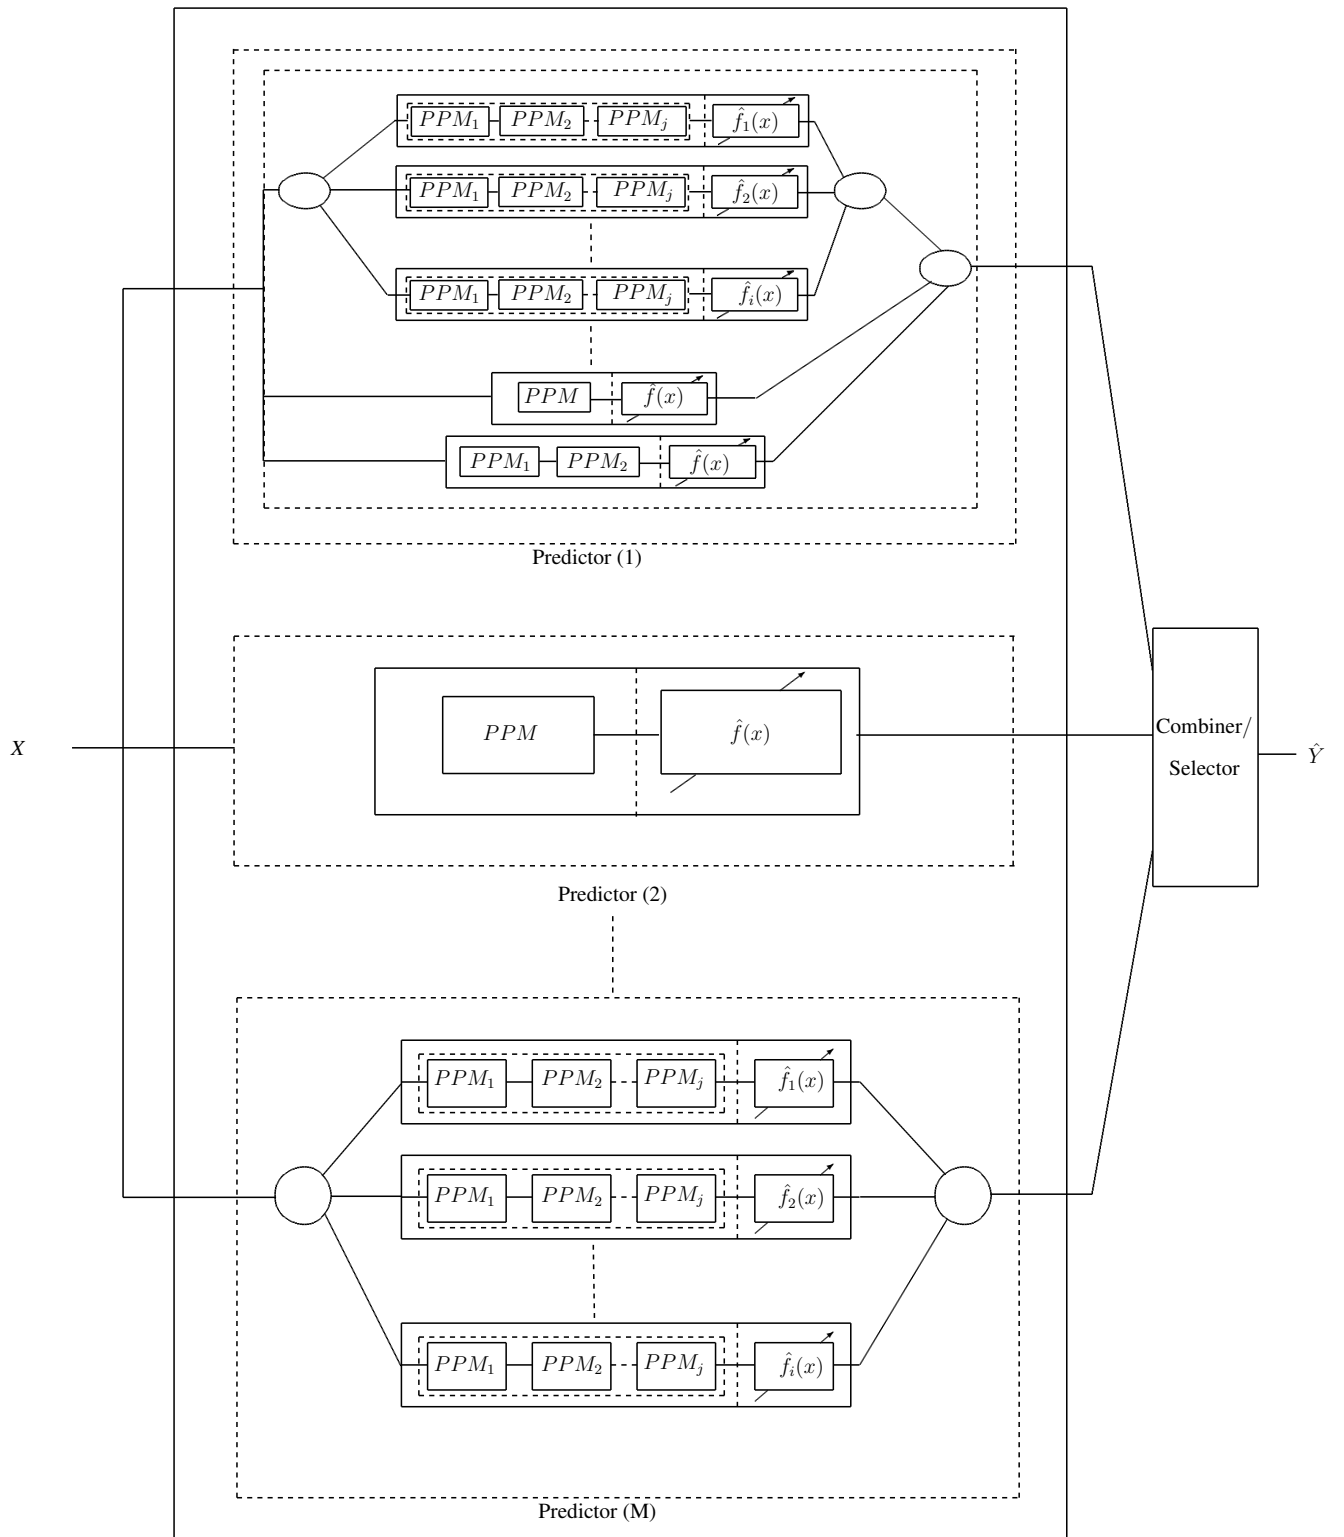 PPM₁ PPM₂ PPMⱼ f̂₁(x)
PPM₁ PPM₂ PPMⱼ f̂₂(x)
PPM₁ PPM₂ PPMⱼ f̂ᵢ(x)
PPM f̂(x)
PPM₁ PPM₂ f̂(x)
Predictor (1)
X
PPM f̂(x)
Combiner/
Selector
Ŷ
Predictor (2)
PPM₁ PPM₂ PPMⱼ f̂₁(x)
PPM₁ PPM₂ PPMⱼ f̂₂(x)
PPM₁ PPM₂ PPMⱼ f̂ᵢ(x)
Predictor (M)